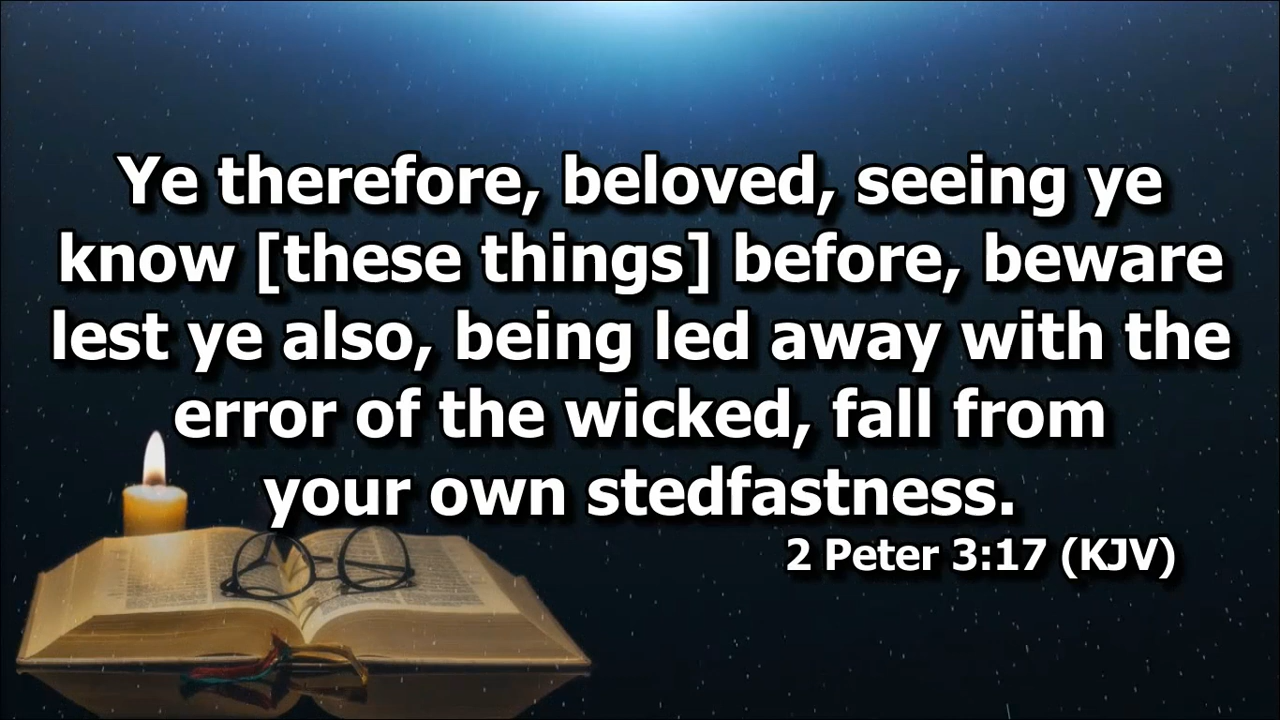 Ye therefore, beloved, seeing ye
know [these things] before, beware
lest ye also, being led away with the
error of the wicked, fall from
your own stedfastness.
2 Peter 3:17 (KJV)